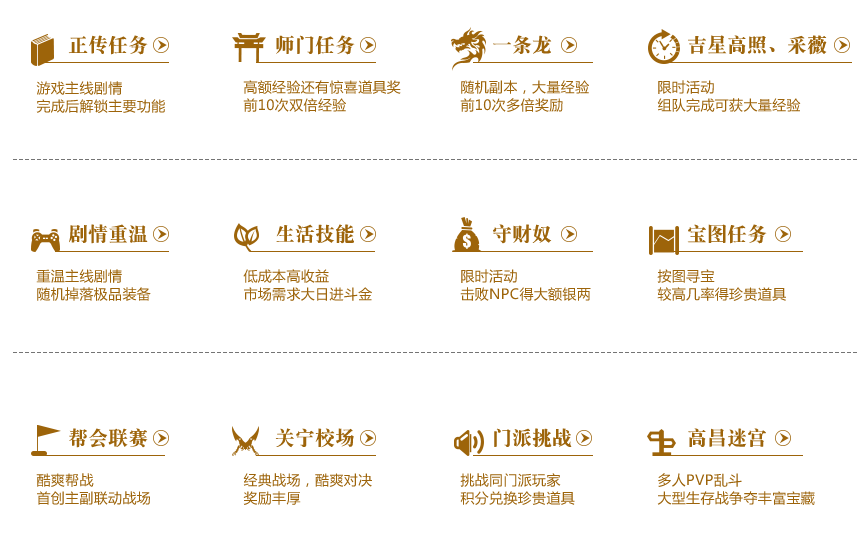 正传任务
游戏主线剧情
完成后解锁主要功能
师门任务
高额经验还有惊喜道具奖
前10次双倍经验
一条龙
随机副本，大量经验
前10次多倍奖励
吉星高照、采薇
限时活动
组队完成可获大量经验
剧情重温
重温主线剧情
随机掉落极品装备
生活技能
低成本高收益
市场需求大日进斗金
守财奴
限时活动
击败NPC得大额银两
宝图任务
按图寻宝
较高几率得珍贵道具
帮会联赛
酷爽帮战
首创主副联动战场
关宁校场
经典战场，酷爽对决
奖励丰厚
门派挑战
挑战同门派玩家
积分兑换珍贵道具
高昌迷宫
多人PVP乱斗
大型生存战争夺丰富宝藏